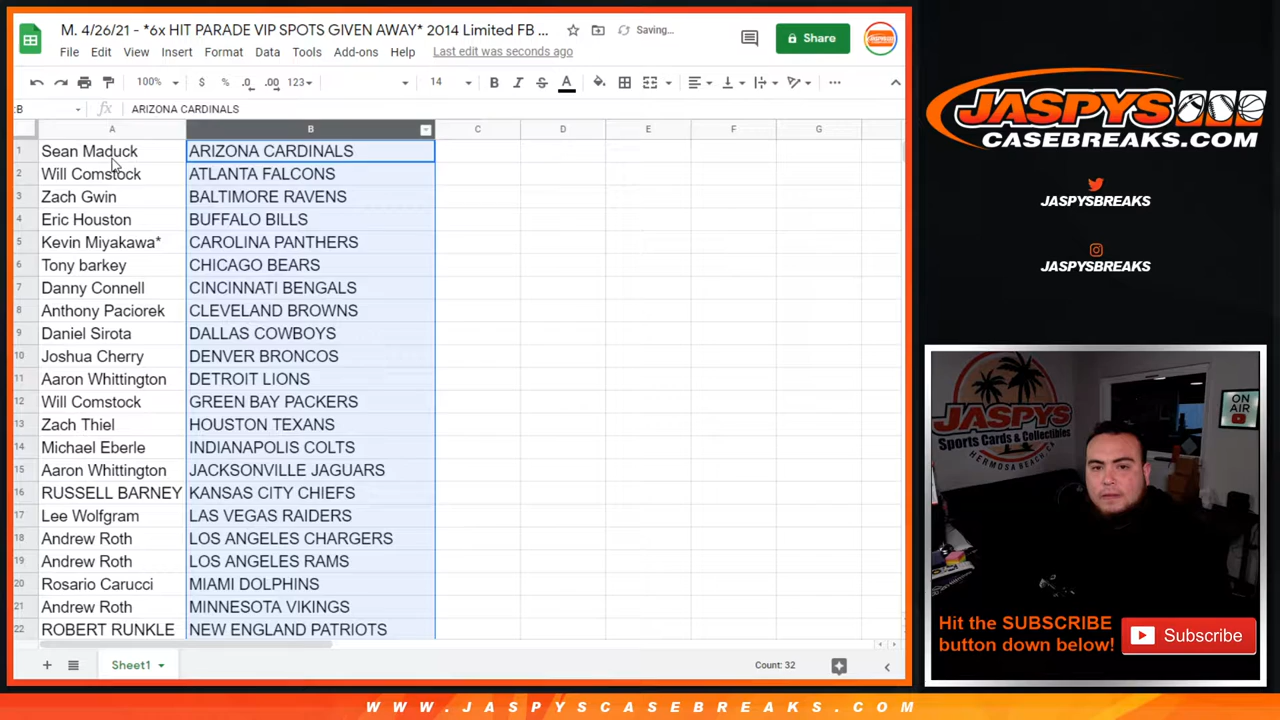 M. 4/26/21 - *6x HIT PARADE VIP SPOTS GIVEN AWAY* 2014 Limited FB ...
Saving...
File Edit View Insert Format Data Tools Add-ons Help Last edit was seconds ago
Share
100% $ % .0 .00 123 14 B I S A
:B fx ARIZONA CARDINALS
A B C D E F G
1 Sean Maduck ARIZONA CARDINALS
2 Will Comstock ATLANTA FALCONS
3 Zach Gwin BALTIMORE RAVENS
4 Eric Houston BUFFALO BILLS
5 Kevin Miyakawa* CAROLINA PANTHERS
6 Tony barkey CHICAGO BEARS
7 Danny Connell CINCINNATI BENGALS
8 Anthony Paciorek CLEVELAND BROWNS
9 Daniel Sirota DALLAS COWBOYS
10 Joshua Cherry DENVER BRONCOS
11 Aaron Whittington DETROIT LIONS
12 Will Comstock GREEN BAY PACKERS
13 Zach Thiel HOUSTON TEXANS
14 Michael Eberle INDIANAPOLIS COLTS
15 Aaron Whittington JACKSONVILLE JAGUARS
16 RUSSELL BARNEY KANSAS CITY CHIEFS
17 Lee Wolfgram LAS VEGAS RAIDERS
18 Andrew Roth LOS ANGELES CHARGERS
19 Andrew Roth LOS ANGELES RAMS
20 Rosario Carucci MIAMI DOLPHINS
21 Andrew Roth MINNESOTA VIKINGS
22 ROBERT RUNKLE NEW ENGLAND PATRIOTS
Sheet1
Count: 32
JASPYS
CASEBREAKS.COM
JASPYSBREAKS
JASPYSBREAKS
JASPYS
Sports Cards & Collectibles
HERMOSA BEACH, CA
ON
AIR
Hit the SUBSCRIBE
button down below!
Subscribe
WWW.JASPYSCASEBREAKS.COM